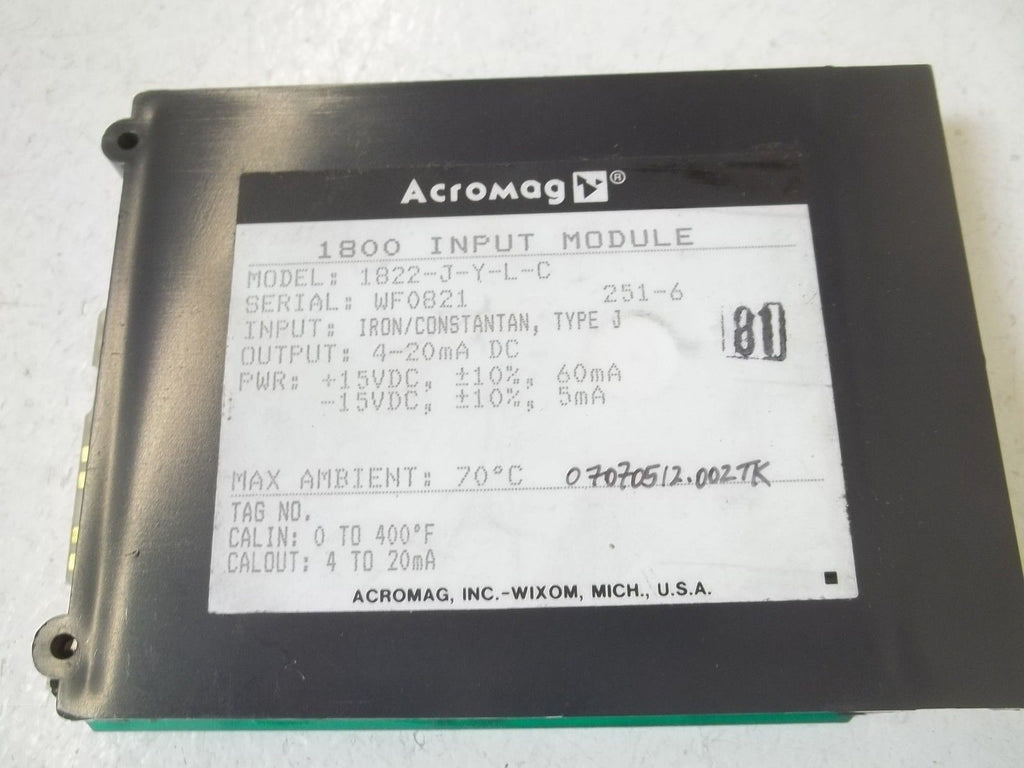 Acromag ®
1800 INPUT MODULE
MODEL: 1822-J-Y-L-C
SERIAL: WF0821 251-6
INPUT: IRON/CONSTANTAN, TYPE J
81
OUTPUT: 4-20mA DC
PWR: +15VDC, ±10%, 60mA
-15VDC, ±10%, 5mA
MAX AMBIENT: 70°C 07070512.002TK
TAG NO.
CALIN: 0 TO 400°F
CALOUT: 4 TO 20mA
ACROMAG, INC.-WIXOM, MICH., U.S.A.